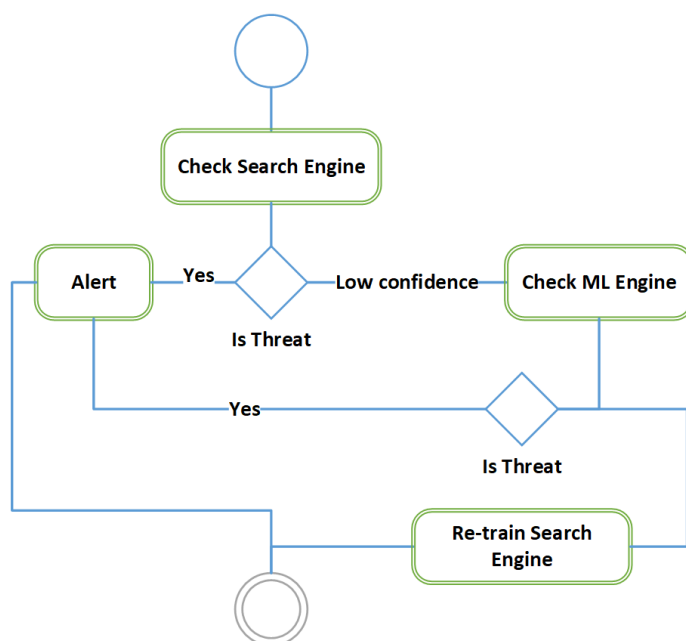 Check Search Engine
Alert
Yes
Low confidence
Check ML Engine
Is Threat
Yes
Is Threat
Re-train Search
Engine